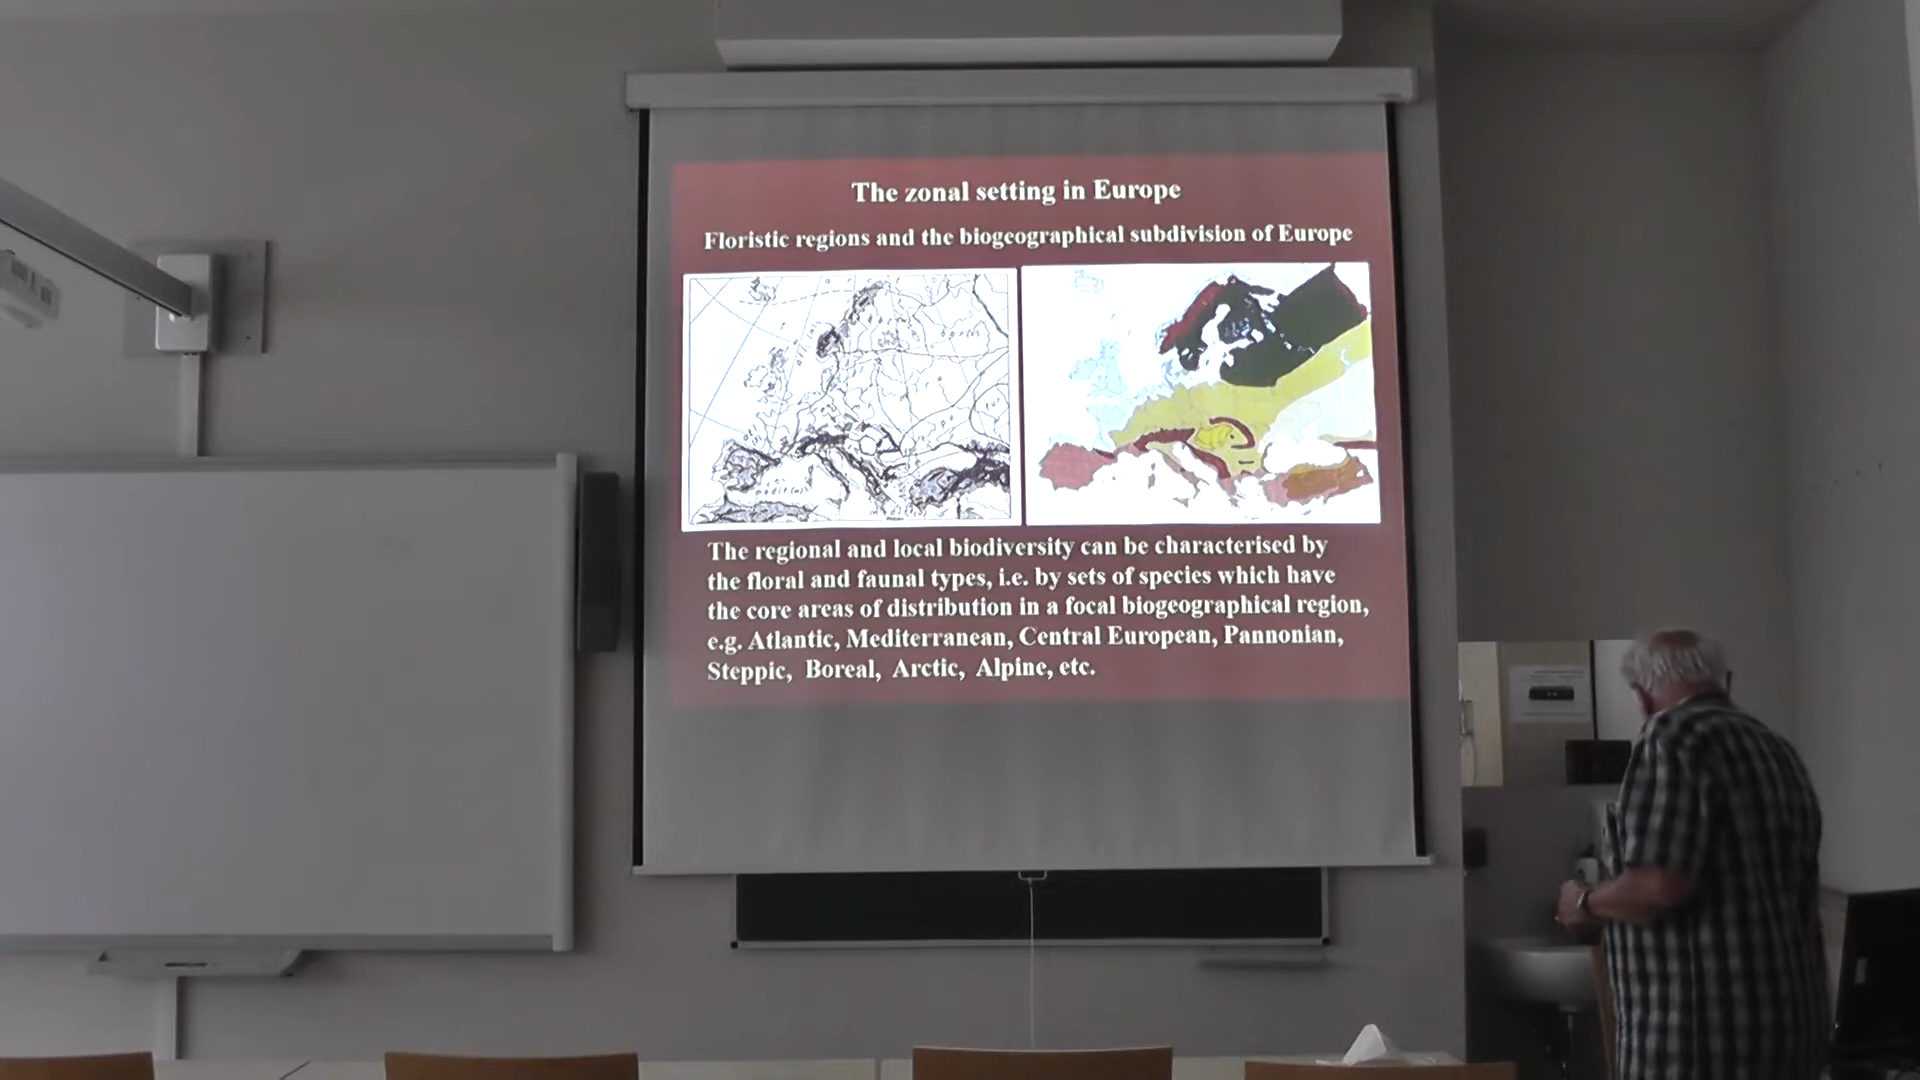 The zonal setting in Europe
Floristic regions and the biogeographical subdivision of Europe
The regional and local biodiversity can be characterised by
the floral and faunal types, i.e. by sets of species which have
the core areas of distribution in a focal biogeographical region,
e.g. Atlantic, Mediterranean, Central European, Pannonian,
Steppic, Boreal, Arctic, Alpine, etc.